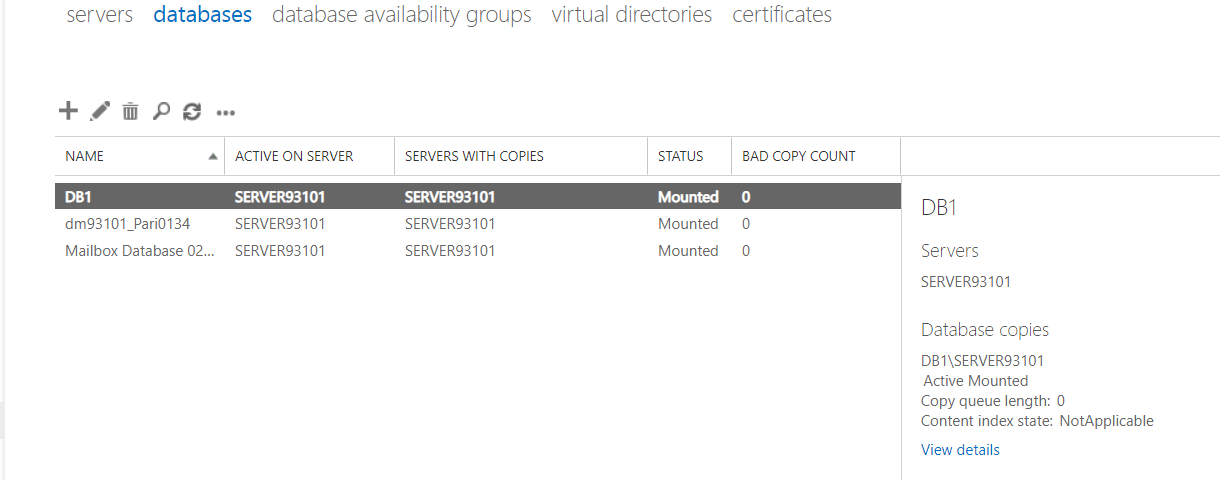 servers databases database availability groups virtual directories certificates
NAME ACTIVE ON SERVER SERVERS WITH COPIES STATUS BAD COPY COUNT
DB1 SERVER93101 SERVER93101 Mounted 0
dm93101_Pari0134 SERVER93101 SERVER93101 Mounted 0
Mailbox Database 02... SERVER93101 SERVER93101 Mounted 0
DB1
Servers
SERVER93101
Database copies
DB1\SERVER93101
Active Mounted
Copy queue length: 0
Content index state: NotApplicable
View details